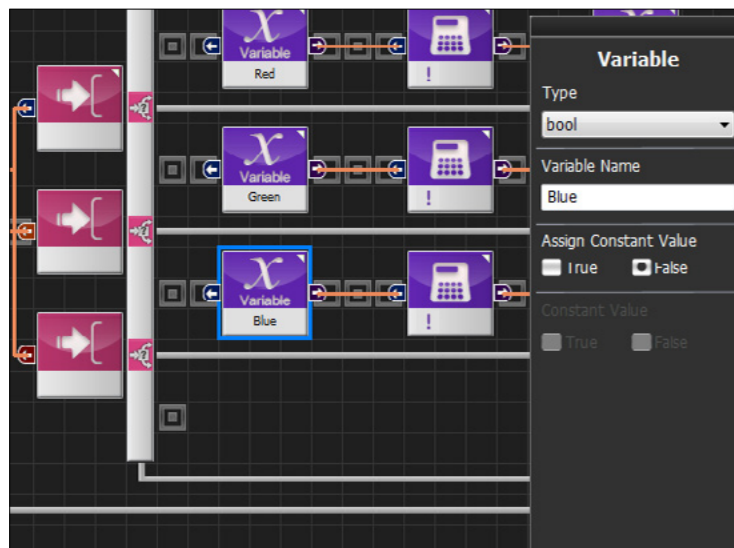 Variable
Red
!
Variable
Green
!
Variable
Blue
!
Variable
Type
bool
Variable Name
Blue
Assign Constant Value
True
False
Constant Value
True
False